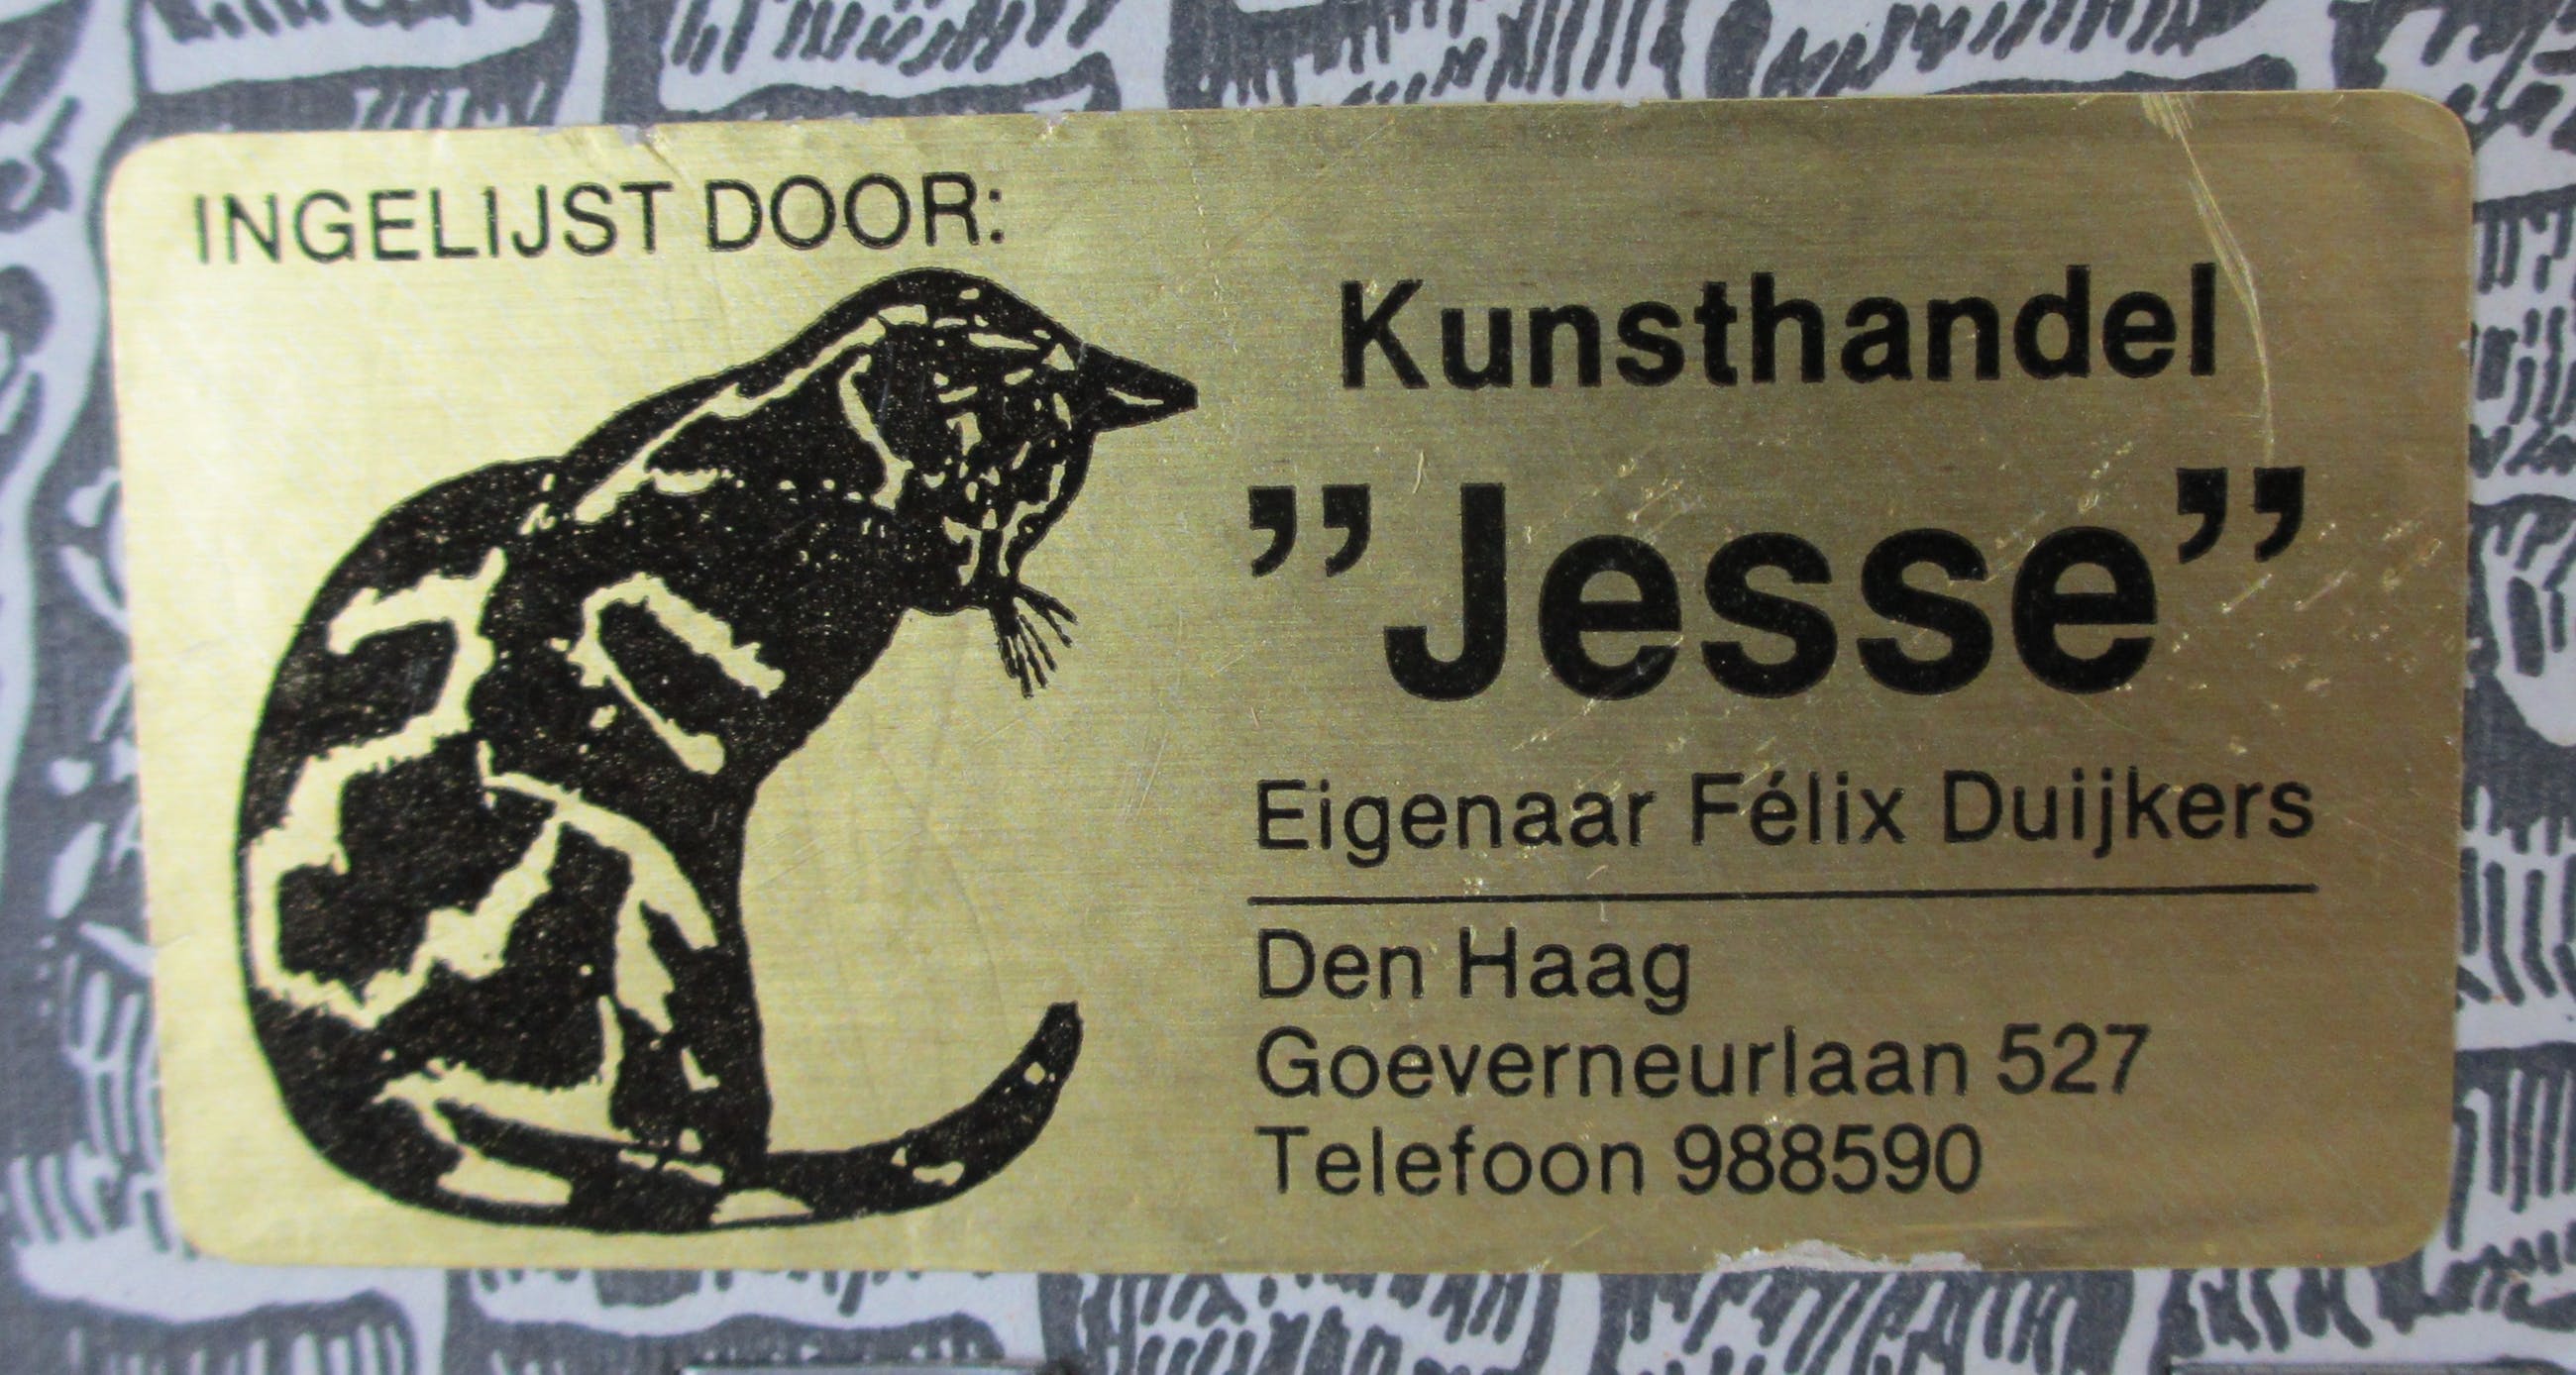 INGELIJST DOOR:
Kunsthandel
”Jesse”
Eigenaar Félix Duijkers
Den Haag
Goeverneurlaan 527
Telefoon 988590